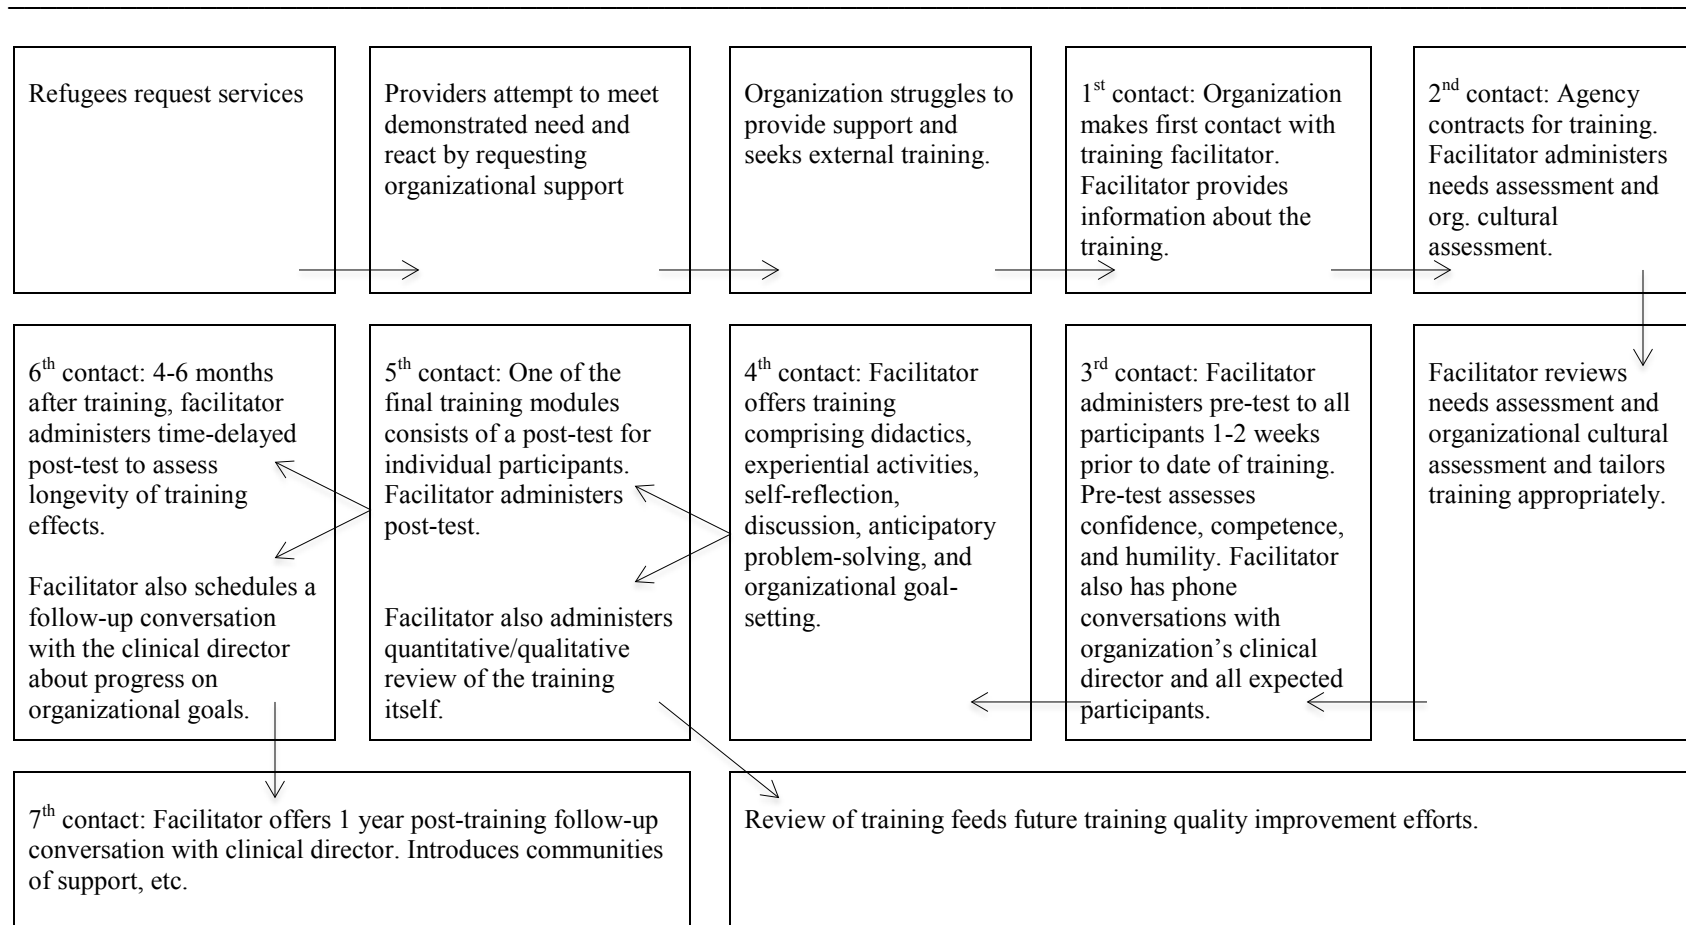 Refugees request services
Providers attempt to meet
demonstrated need and
react by requesting
organizational support
Organization struggles to
provide support and
seeks external training.
1st contact: Organization
makes first contact with
training facilitator.
Facilitator provides
information about the
training.
2nd contact: Agency
contracts for training.
Facilitator administers
needs assessment and
org. cultural
assessment.
Facilitator reviews
needs assessment and
organizational cultural
assessment and tailors
training appropriately.
3rd contact: Facilitator
administers pre-test to all
participants 1-2 weeks
prior to date of training.
Pre-test assesses
confidence, competence,
and humility. Facilitator
also has phone
conversations with
organization’s clinical
director and all expected
participants.
4th contact: Facilitator
offers training
comprising didactics,
experiential activities,
self-reflection,
discussion, anticipatory
problem-solving, and
organizational goal-
setting.
5th contact: One of the
final training modules
consists of a post-test for
individual participants.
Facilitator administers
post-test.
Facilitator also administers
quantitative/qualitative
review of the training
itself.
6th contact: 4-6 months
after training, facilitator
administers time-delayed
post-test to assess
longevity of training
effects.
Facilitator also schedules a
follow-up conversation
with the clinical director
about progress on
organizational goals.
7th contact: Facilitator offers 1 year post-training follow-up
conversation with clinical director. Introduces communities
of support, etc.
Review of training feeds future training quality improvement efforts.